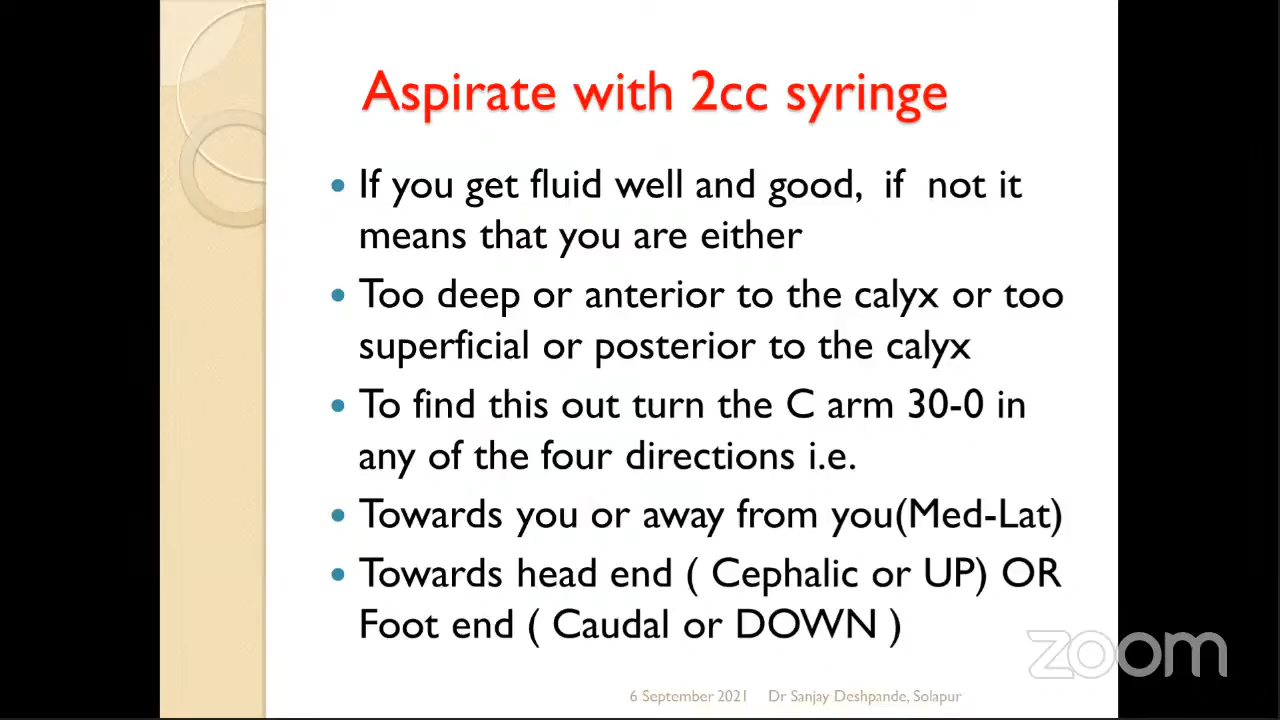 Aspirate with 2cc syringe
• If you get fluid well and good, if not it
means that you are either
• Too deep or anterior to the calyx or too
superficial or posterior to the calyx
• To find this out turn the C arm 30-0 in
any of the four directions i.e.
• Towards you or away from you(Med-Lat)
• Towards head end ( Cephalic or UP) OR
Foot end ( Caudal or DOWN )
zoom
6 September 2021 Dr Sanjay Deshpande, Solapur